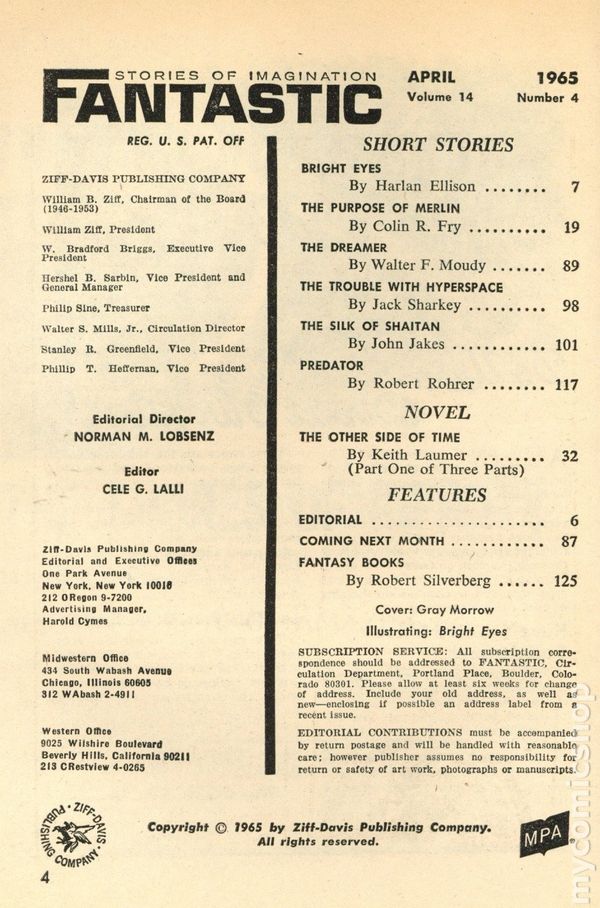 STORIES OF IMAGINATION
FANTASTIC
REG. U. S. PAT. OFF
APRIL 1965
Volume 14 Number 4
ZIFF-DAVIS PUBLISHING COMPANY
William B. Ziff, Chairman of the Board
(1946-1953)
William Ziff, President
W. Bradford Briggs, Executive Vice
President
Hershel B. Sarbin, Vice President and
General Manager
Philip Sine, Treasurer
Walter S. Mills, Jr., Circulation Director
Stanley R. Greenfield, Vice President
Phillip T. Heffernan, Vice President
Editorial Director
NORMAN M. LOBSENZ
Editor
CELE G. LALLI
Ziff-Davis Publishing Company
Editorial and Executive Offices
One Park Avenue
New York, New York 10016
212 ORegon 9-7200
Advertising Manager,
Harold Cymes
Midwestern Office
434 South Wabash Avenue
Chicago, Illinois 60605
312 WAbash 2-4911
Western Office
9025 Wilshire Boulevard
Beverly Hills, California 90211
213 CRestview 4-0265
SHORT STORIES
BRIGHT EYES
By Harlan Ellison ........ 7
THE PURPOSE OF MERLIN
By Colin R. Fry .......... 19
THE DREAMER
By Walter F. Moudy ....... 89
THE TROUBLE WITH HYPERSPACE
By Jack Sharkey .......... 98
THE SILK OF SHAITAN
By John Jakes ............ 101
PREDATOR
By Robert Rohrer ........ 117
NOVEL
THE OTHER SIDE OF TIME
By Keith Laumer ......... 32
(Part One of Three Parts)
FEATURES
EDITORIAL ...................... 6
COMING NEXT MONTH ............ 87
FANTASY BOOKS
By Robert Silverberg ...... 125
Cover: Gray Morrow
Illustrating: Bright Eyes
SUBSCRIPTION SERVICE: All subscription corre-
spondence should be addressed to FANTASTIC, Cir-
culation Department, Portland Place, Boulder, Colo-
rado 80301. Please allow at least six weeks for change
of address. Include your old address, as well as
new—enclosing if possible an address label from a
recent issue.
EDITORIAL CONTRIBUTIONS must be accompanied
by return postage and will be handled with reasonable
care; however publisher assumes no responsibility for
return or safety of art work, photographs or manuscripts.
ZIFF-DAVIS PUBLISHING COMPANY
Copyright © 1965 by Ziff-Davis Publishing Company.
All rights reserved.
MPA
4
mycomicshop